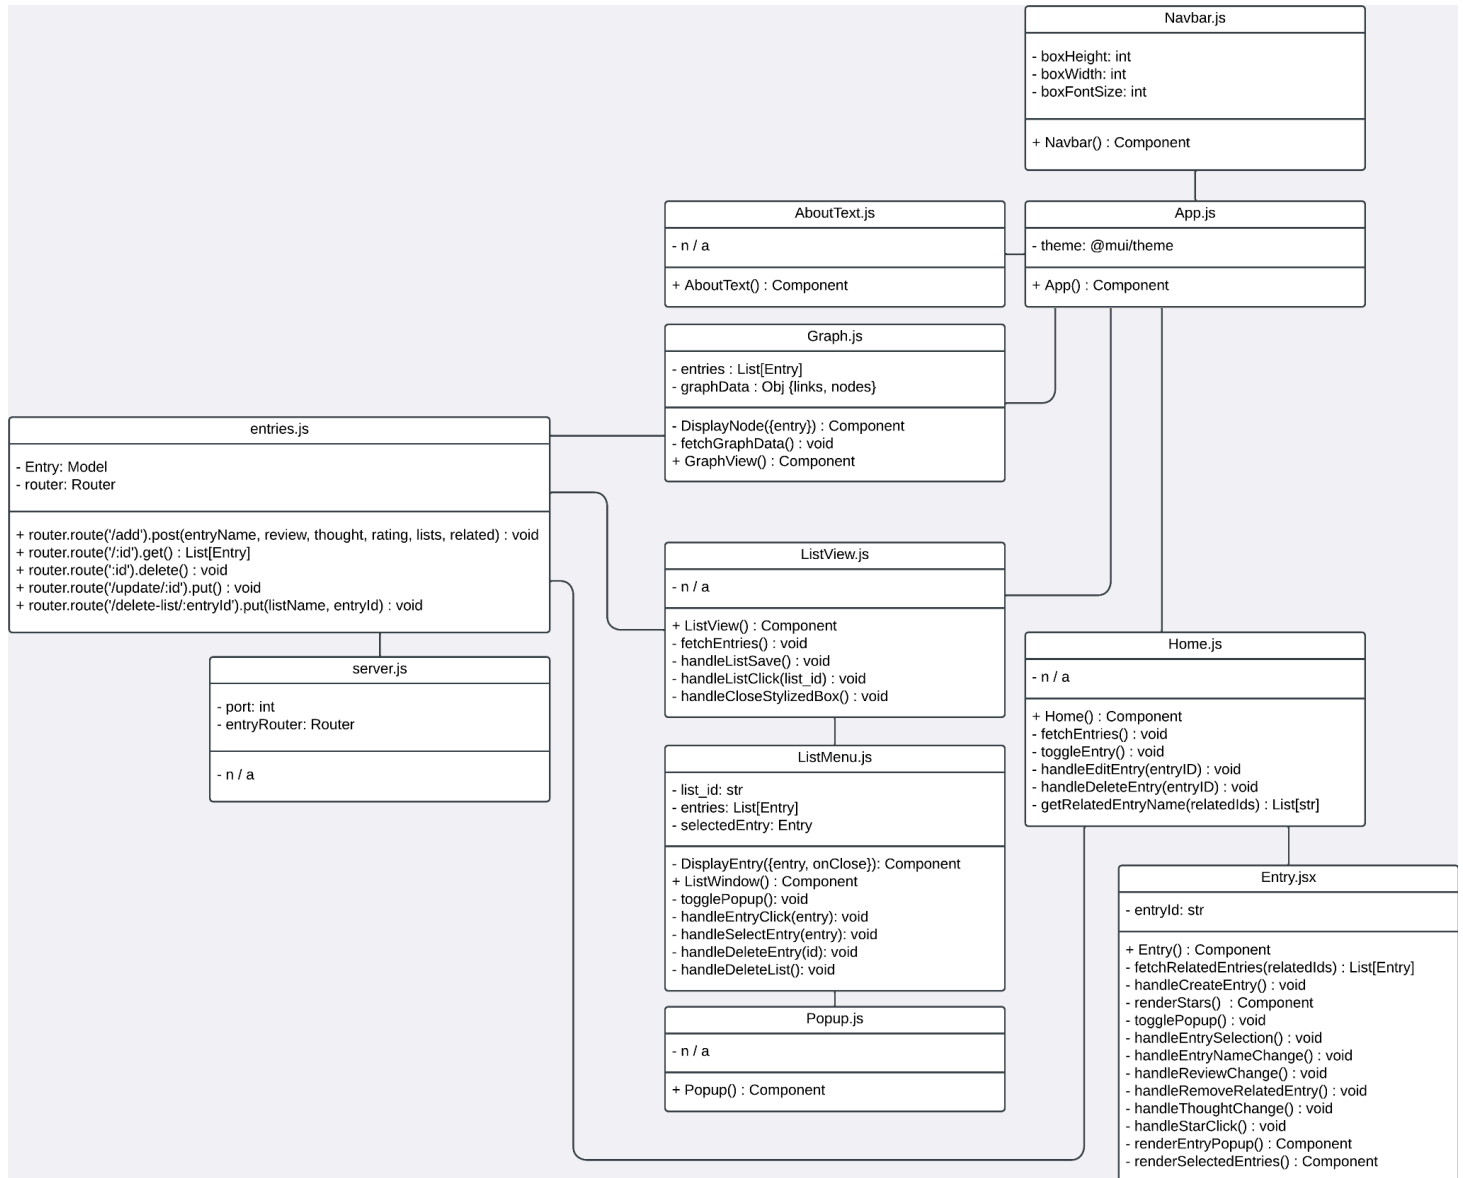 Navbar.js
- boxHeight: int
- boxWidth: int
- boxFontSize: int
+ Navbar() : Component
AboutText.js
- n / a
+ AboutText() : Component
App.js
- theme: @mui/theme
+ App() : Component
Graph.js
- entries : List[Entry]
- graphData : Obj {links, nodes}
- DisplayNode({entry}) : Component
- fetchGraphData() : void
+ GraphView() : Component
entries.js
- Entry: Model
- router: Router
+ router.route('/add').post(entryName, review, thought, rating, lists, related) : void
+ router.route('/:id').get() : List[Entry]
+ router.route(':id').delete() : void
+ router.route('/update/:id').put() : void
+ router.route('/delete-list/:entryId').put(listName, entryId) : void
server.js
- port: int
- entryRouter: Router
- n / a
ListView.js
- n / a
+ ListView() : Component
- fetchEntries() : void
- handleListSave() : void
- handleListClick(list_id) : void
- handleCloseStylizedBox() : void
ListMenu.js
- list_id: str
- entries: List[Entry]
- selectedEntry: Entry
- DisplayEntry({entry, onClose}): Component
+ ListWindow() : Component
- togglePopup(): void
- handleEntryClick(entry): void
- handleSelectEntry(entry): void
- handleDeleteEntry(id): void
- handleDeleteList(): void
Popup.js
- n / a
+ Popup() : Component
Home.js
- n / a
+ Home() : Component
- fetchEntries() : void
- toggleEntry() : void
- handleEditEntry(entryID) : void
- handleDeleteEntry(entryID) : void
- getRelatedEntryName(relatedIds) : List[str]
Entry.jsx
- entryId: str
+ Entry() : Component
- fetchRelatedEntries(relatedIds) : List[Entry]
- handleCreateEntry() : void
- renderStars()  : Component
- togglePopup() : void
- handleEntrySelection() : void
- handleEntryNameChange() : void
- handleReviewChange() : void
- handleRemoveRelatedEntry() : void
- handleThoughtChange() : void
- handleStarClick() : void
- renderEntryPopup() : Component
- renderSelectedEntries() : Component